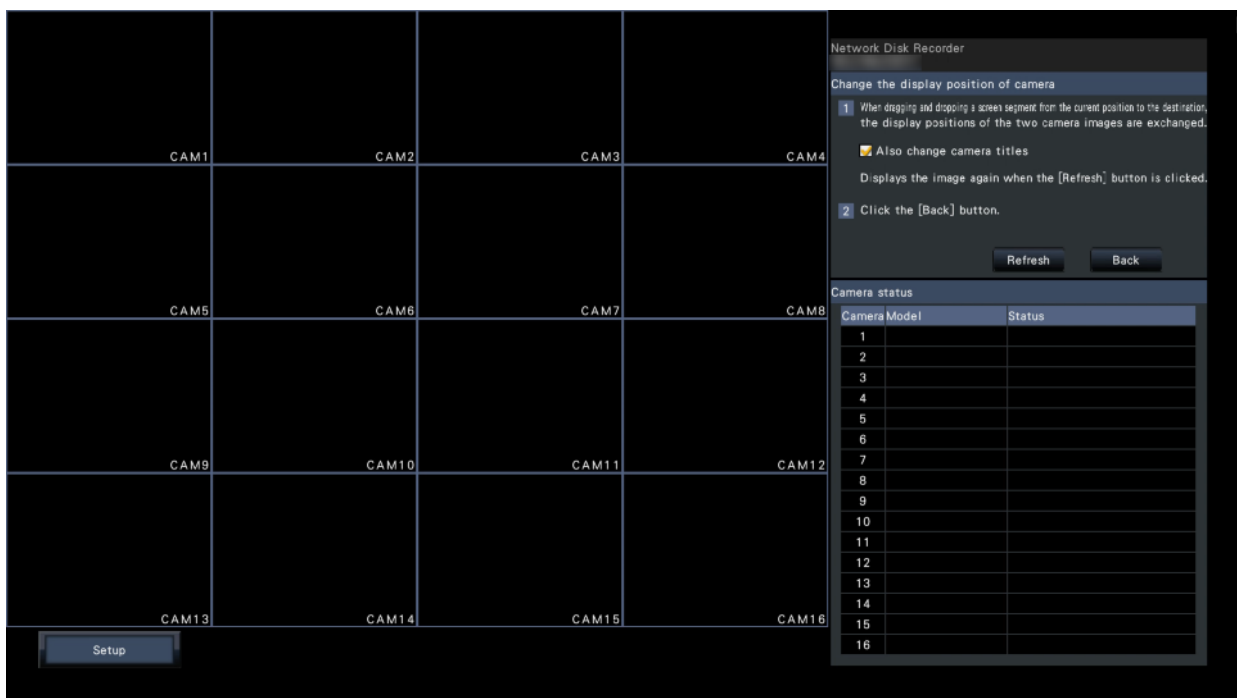 CAM1 CAM2 CAM3 CAM4
CAM5 CAM6 CAM7 CAM8
CAM9 CAM10 CAM11 CAM12
CAM13 CAM14 CAM15 CAM16
Setup
Network Disk Recorder
Change the display position of camera
1 When dragging and dropping a screen segment from the current position to the destination,
the display positions of the two camera images are exchanged.
Also change camera titles
Displays the image again when the [Refresh] button is clicked.
2 Click the [Back] button.
Refresh Back
Camera status
Camera Model Status
1
2
3
4
5
6
7
8
9
10
11
12
13
14
15
16